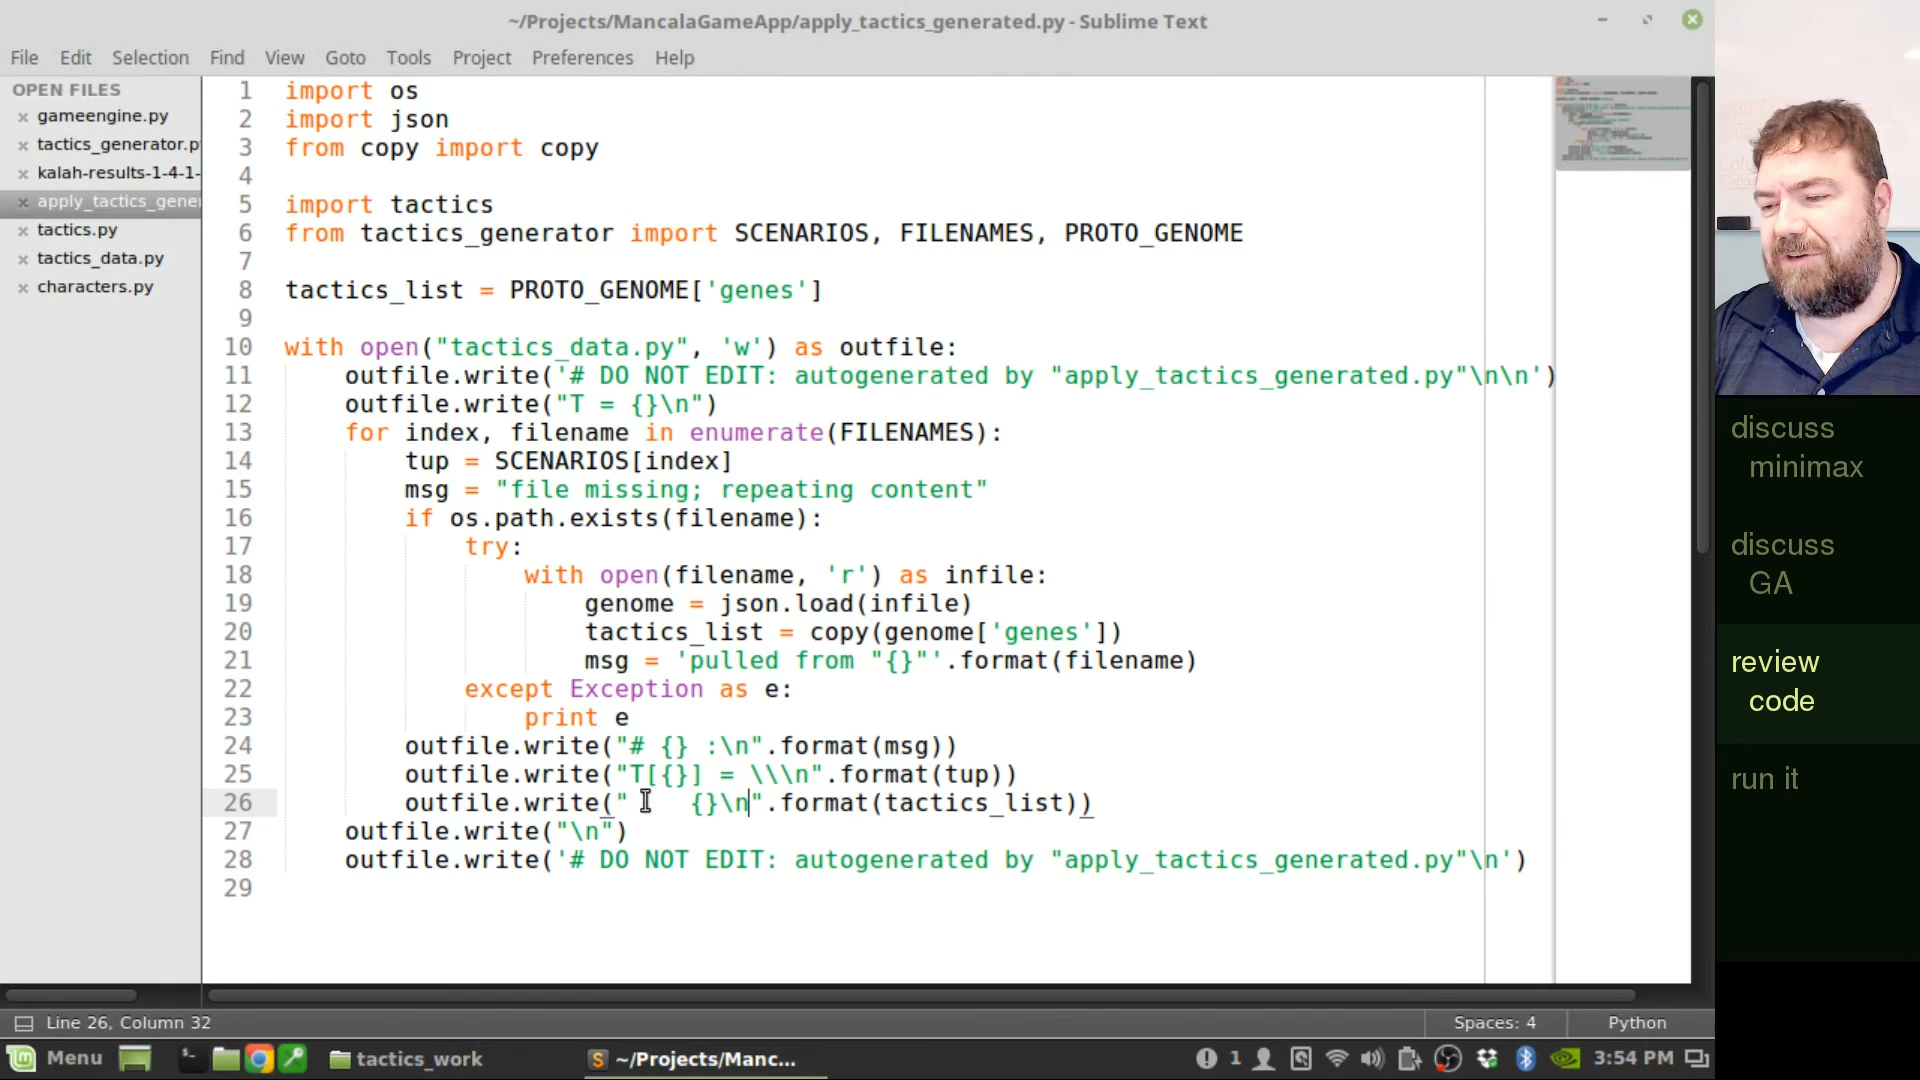 ~/Projects/MancalaGameApp/apply_tactics_generated.py - Sublime Text
File Edit Selection Find View Goto Tools Project Preferences Help
OPEN FILES
gameengine.py
tactics_generator.p
kalah-results-1-4-1-
apply_tactics_gene
tactics.py
tactics_data.py
characters.py
1 import os
2 import json
3 from copy import copy
4
5 import tactics
6 from tactics_generator import SCENARIOS, FILENAMES, PROTO_GENOME
7
8 tactics_list = PROTO_GENOME['genes']
9
10 with open("tactics_data.py", 'w') as outfile:
11     outfile.write('# DO NOT EDIT: autogenerated by "apply_tactics_generated.py"\n\n')
12     outfile.write("T = {}\n")
13     for index, filename in enumerate(FILENAMES):
14         tup = SCENARIOS[index]
15         msg = "file missing; repeating content"
16         if os.path.exists(filename):
17             try:
18                 with open(filename, 'r') as infile:
19                     genome = json.load(infile)
20                     tactics_list = copy(genome['genes'])
21                     msg = 'pulled from "{}"'.format(filename)
22             except Exception as e:
23                 print e
24         outfile.write("# {} :\n".format(msg))
25         outfile.write("T[{}] = \\\n".format(tup))
26         outfile.write("    {}\n".format(tactics_list))
27     outfile.write("\n")
28     outfile.write('# DO NOT EDIT: autogenerated by "apply_tactics_generated.py"\n')
29
discuss
minimax
discuss
GA
review
code
run it
Line 26, Column 32
Spaces: 4
Python
Menu
tactics_work
~/Projects/Manc...
1
3:54 PM